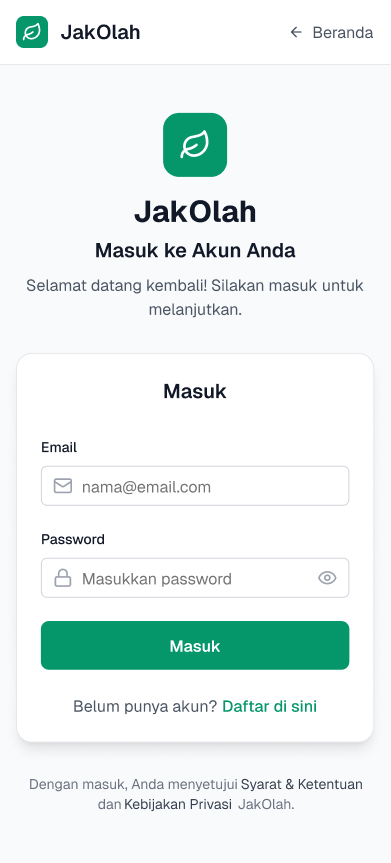 JakOlah
Beranda
JakOlah
Masuk ke Akun Anda
Selamat datang kembali! Silakan masuk untuk
melanjutkan.
Masuk
Email
nama@email.com
Password
Masukkan password
Masuk
Belum punya akun? Daftar di sini
Dengan masuk, Anda menyetujui Syarat & Ketentuan
dan Kebijakan Privasi JakOlah.